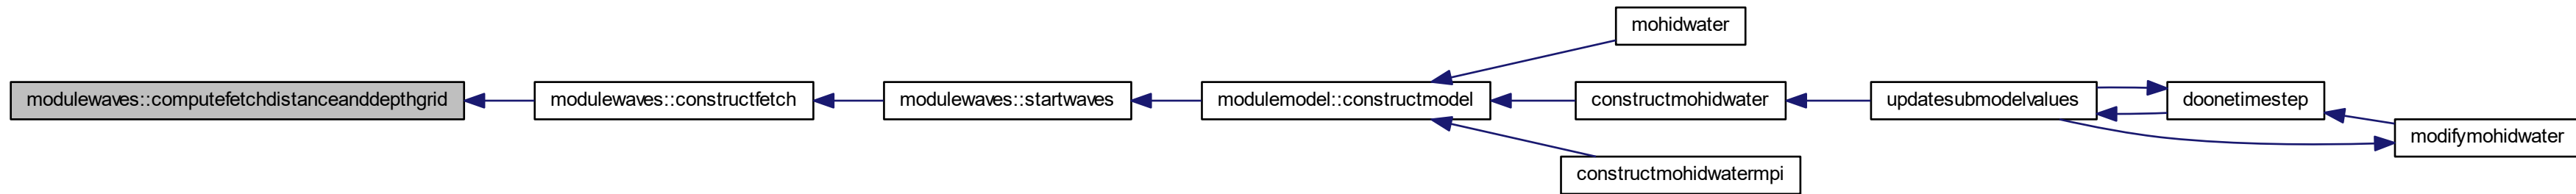 mohidwater
modulewaves::computefetchdistanceanddepthgrid
modulewaves::constructfetch
modulewaves::startwaves
modulemodel::constructmodel
constructmohidwater
updatesubmodelvalues
doonetimestep
modifymohidwater
constructmohidwatermpi